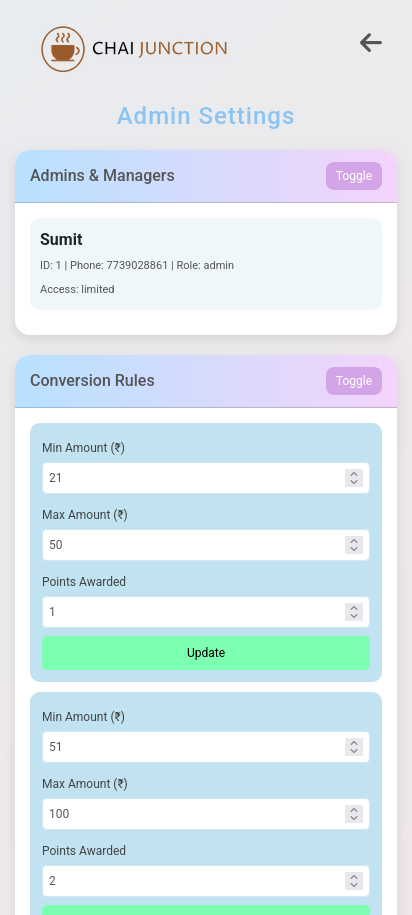 CHAI JUNCTION
Admin Settings
Admins & Managers
Toggle
Sumit
ID: 1 | Phone: 7739028861 | Role: admin
Access: limited
Conversion Rules
Toggle
Min Amount (₹)
21
Max Amount (₹)
50
Points Awarded
1
Update
Min Amount (₹)
51
Max Amount (₹)
100
Points Awarded
2